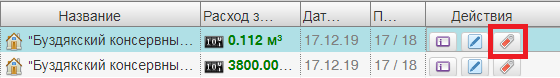 Название Расход з... Дат... П... Действия
"Буздякский консервны... 0.112 м³ 17.12.19 17 / 18
"Буздякский консервны... 3800.00... 17.12.19 17 / 18